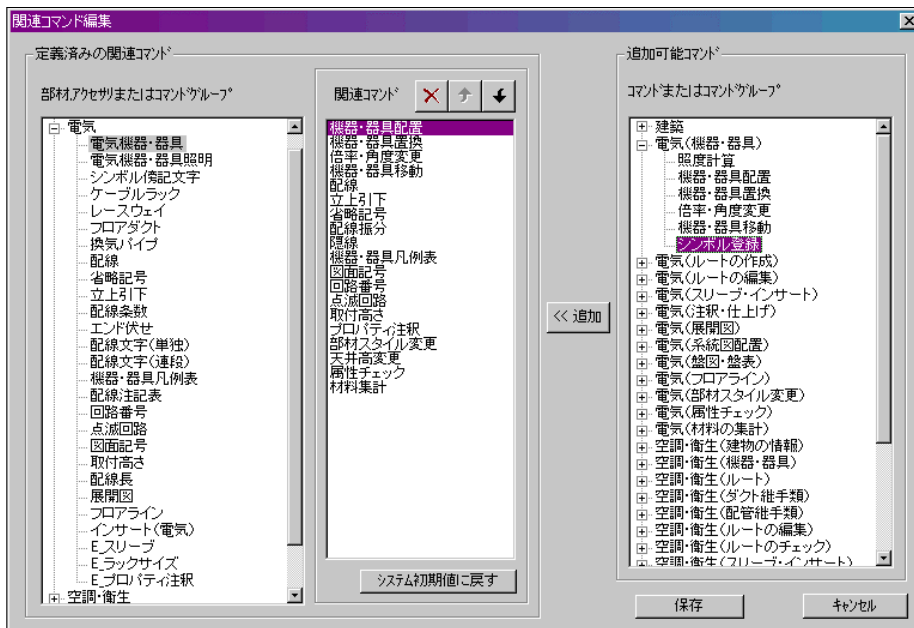 関連コマンド編集
定義済みの関連コマンド
部材,アクセサリまたはコマンドグループ
電気
電気機器・器具
電気機器・器具照明
シンボル傍記文字
ケーブルラック
レースウェイ
フロアダクト
換気パイプ
配線
省略記号
立上引下
配線条数
エンド伏せ
配線文字(単独)
配線文字(連段)
機器・器具凡例表
配線注記表
回路番号
点滅回路
図面記号
取付高さ
配線長
展開図
フロアライン
インサート(電気)
E_スリーブ
E_ラックサイズ
E_プロパティ注釈
空調・衛生
関連コマンド
機器・器具配置
機器・器具置換
倍率・角度変更
機器・器具移動
配線
立上引下
省略記号
配線振分
隠線
機器・器具凡例表
図面記号
回路番号
点滅回路
取付高さ
プロパティ注釈
部材スタイル変更
天井高変更
属性チェック
材料集計
システム初期値に戻す
<< 追加
追加可能コマンド
コマンドまたはコマンドグループ
建築
電気(機器・器具)
照度計算
機器・器具配置
機器・器具置換
倍率・角度変更
機器・器具移動
シンボル登録
電気(ルートの作成)
電気(ルートの編集)
電気(スリーブ・インサート)
電気(注釈・仕上げ)
電気(展開図)
電気(系統図配置)
電気(盤図・盤表)
電気(フロアライン)
電気(部材スタイル変更)
電気(属性チェック)
電気(材料の集計)
空調・衛生(建物の情報)
空調・衛生(機器・器具)
空調・衛生(ルート)
空調・衛生(ダクト継手類)
空調・衛生(配管継手類)
空調・衛生(ルートの編集)
空調・衛生(ルートのチェック)
空調・衛生(スリーブ・インサート)
保存
キャンセル